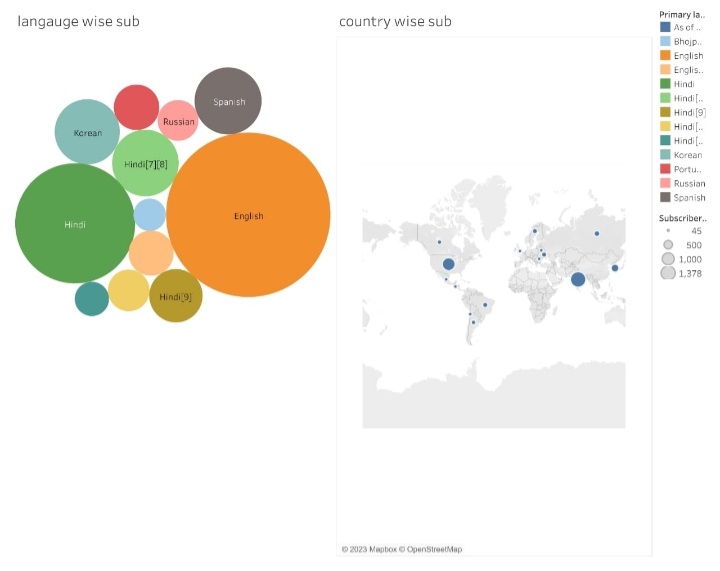 langauge wise sub
country wise sub
Spanish
Russian
Korean
Hindi[7][8]
English
Hindi
Hindi[9]
© 2023 Mapbox © OpenStreetMap
Primary la..
As of ..
Bhojp..
English
Englis..
Hindi
Hindi[..
Hindi[9]
Hindi[..
Hindi[..
Korean
Portu..
Russian
Spanish
Subscriber..
45
500
1,000
1,378